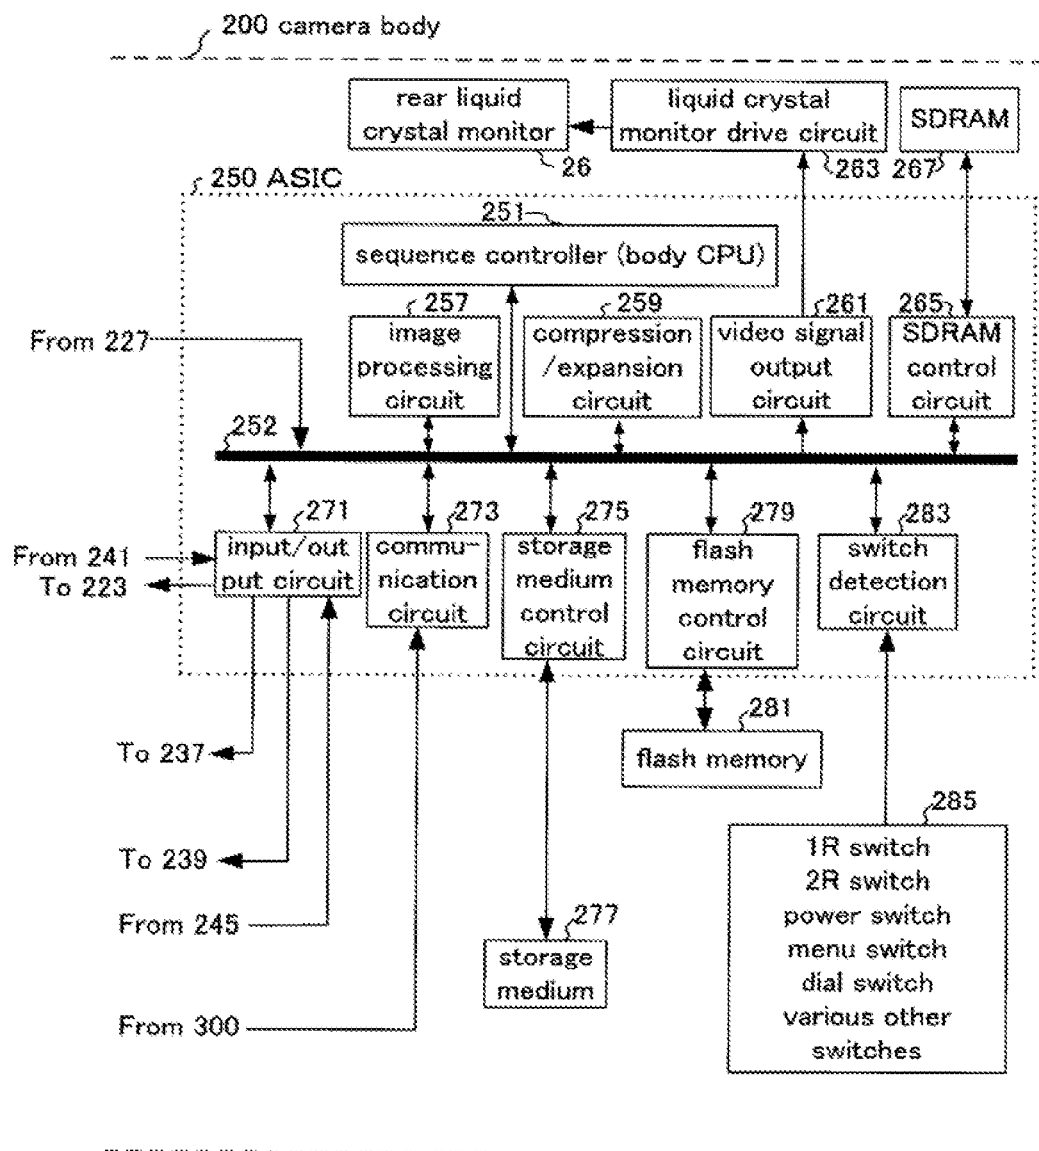 200 camera body
rear liquid
crystal monitor
26
liquid crystal
monitor drive circuit
263
SDRAM
267
250 ASIC
251
sequence controller (body CPU)
257
image
processing
circuit
259
compression
/expansion
circuit
261
video signal
output
circuit
265
SDRAM
control
circuit
From 227
252
271
input/out
put circuit
273
commu-
nication
circuit
275
storage
medium
control
circuit
279
flash
memory
control
circuit
283
switch
detection
circuit
From 241
To 223
To 237
281
flash memory
To 239
From 245
277
storage
medium
From 300
285
1R switch
2R switch
power switch
menu switch
dial switch
various other
switches